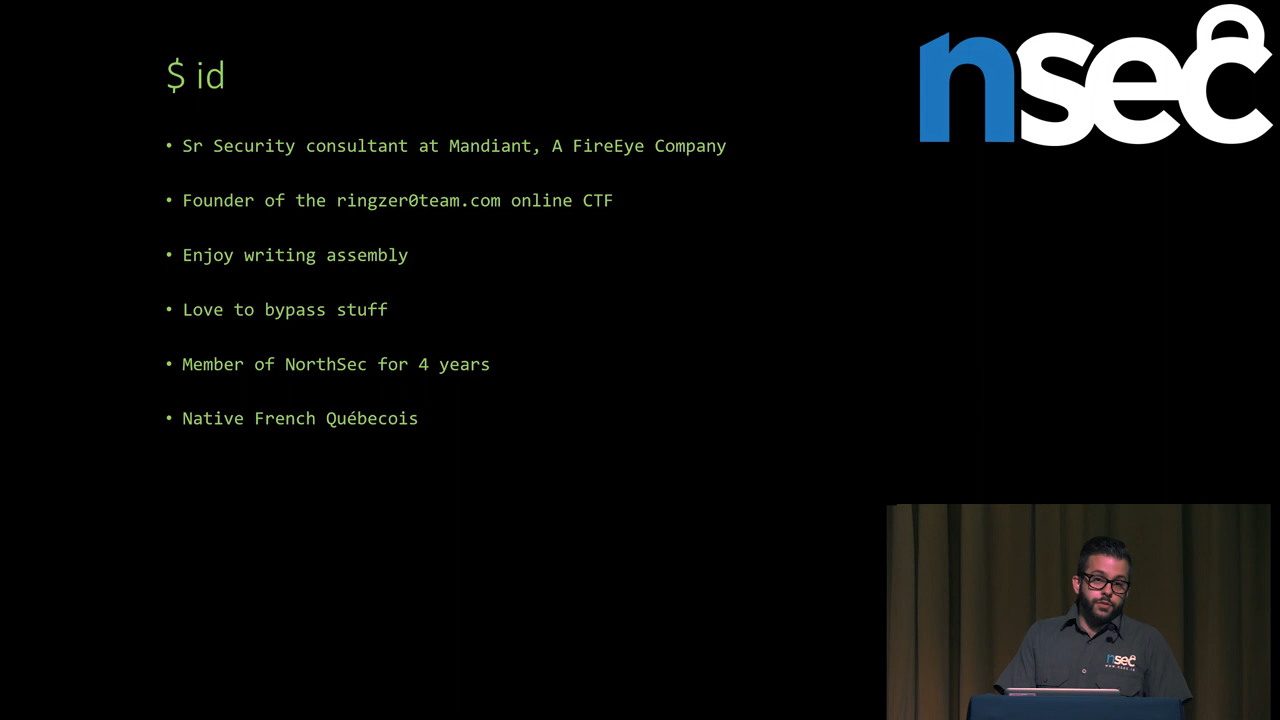 $ id
nsec
• Sr Security consultant at Mandiant, A FireEye Company
• Founder of the ringzer0team.com online CTF
• Enjoy writing assembly
• Love to bypass stuff
• Member of NorthSec for 4 years
• Native French Québecois
nsec